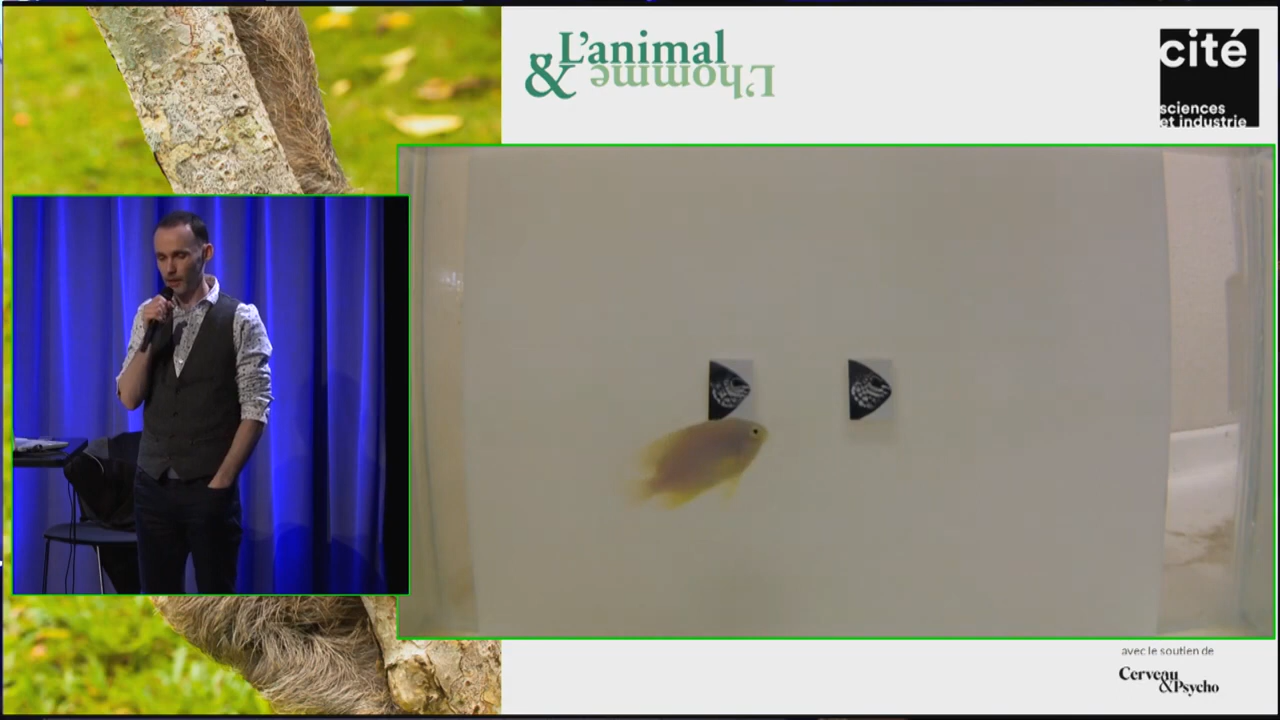 L'animal
& L'homme
cité
sciences
et industrie
avec le soutien de
Cerveau
&Psycho